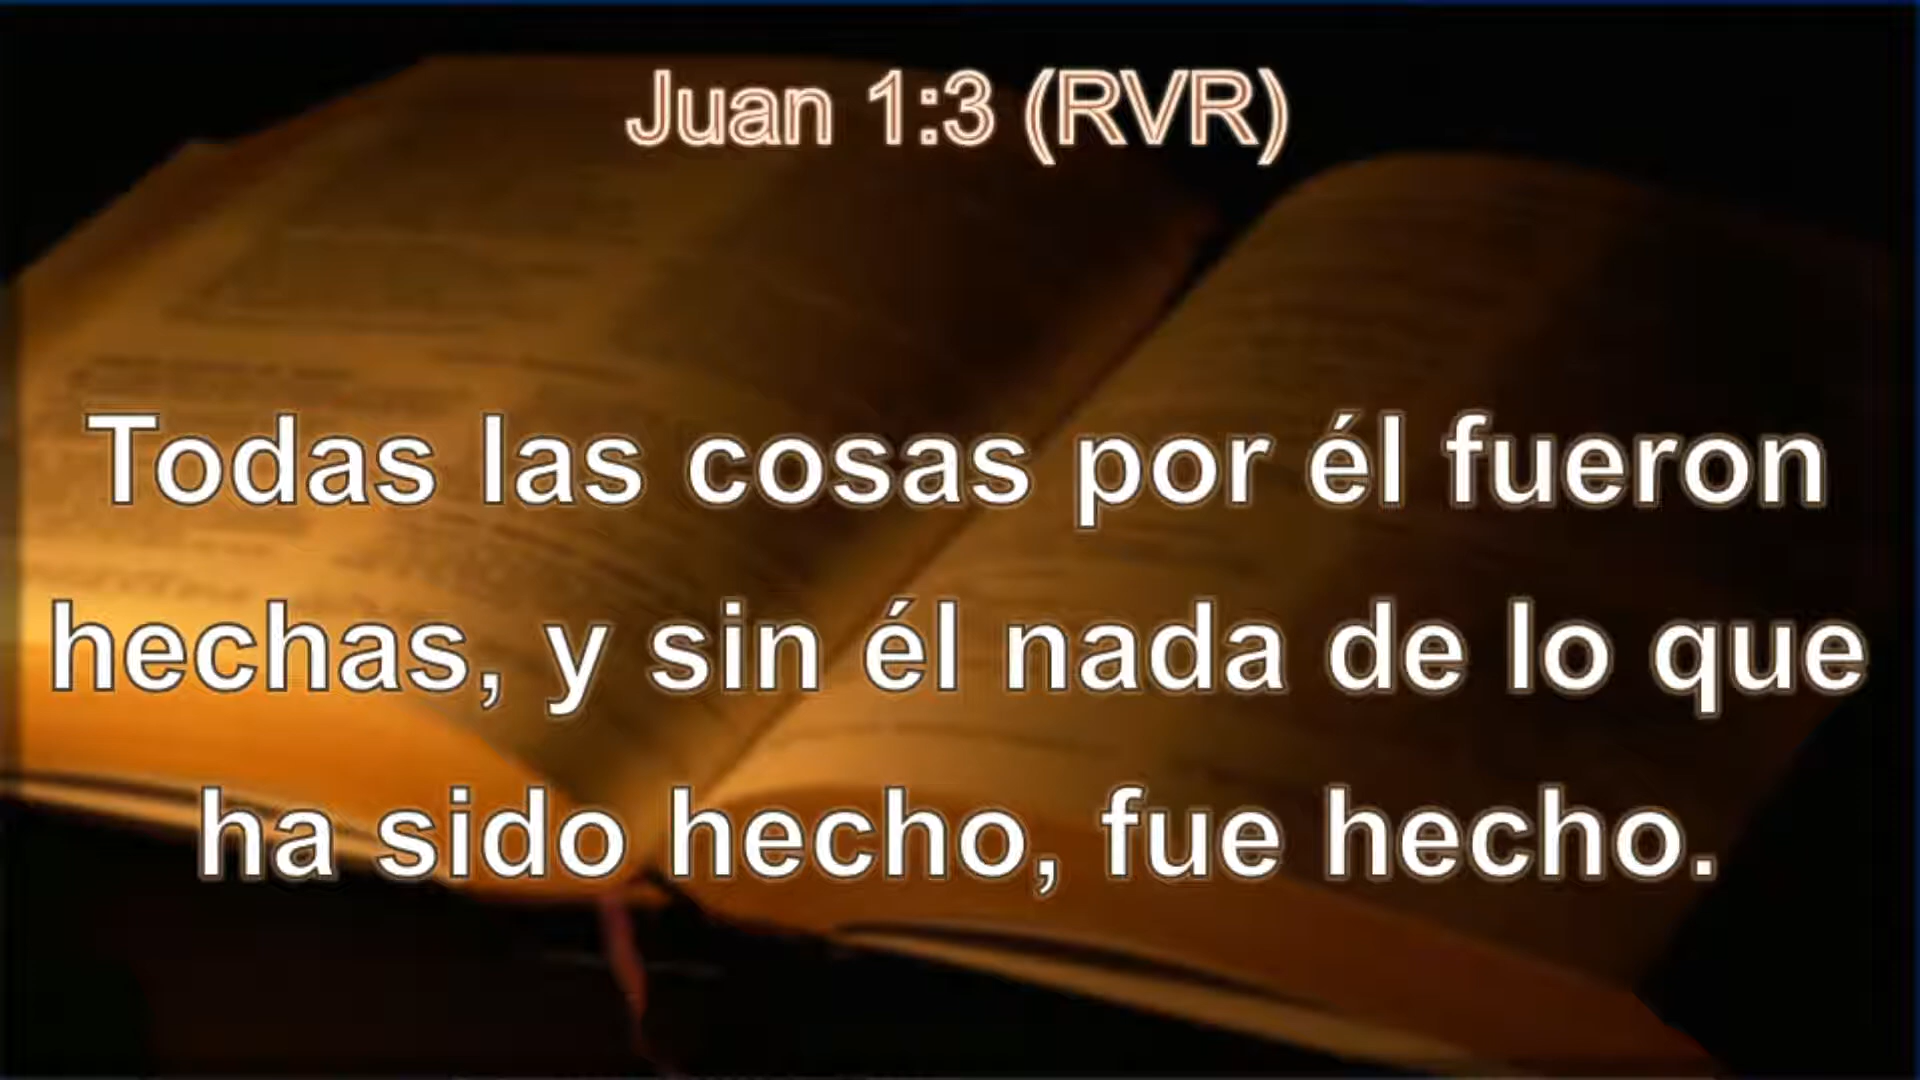 Juan 1:3 (RVR)
Todas las cosas por él fueron
hechas, y sin él nada de lo que
ha sido hecho, fue hecho.